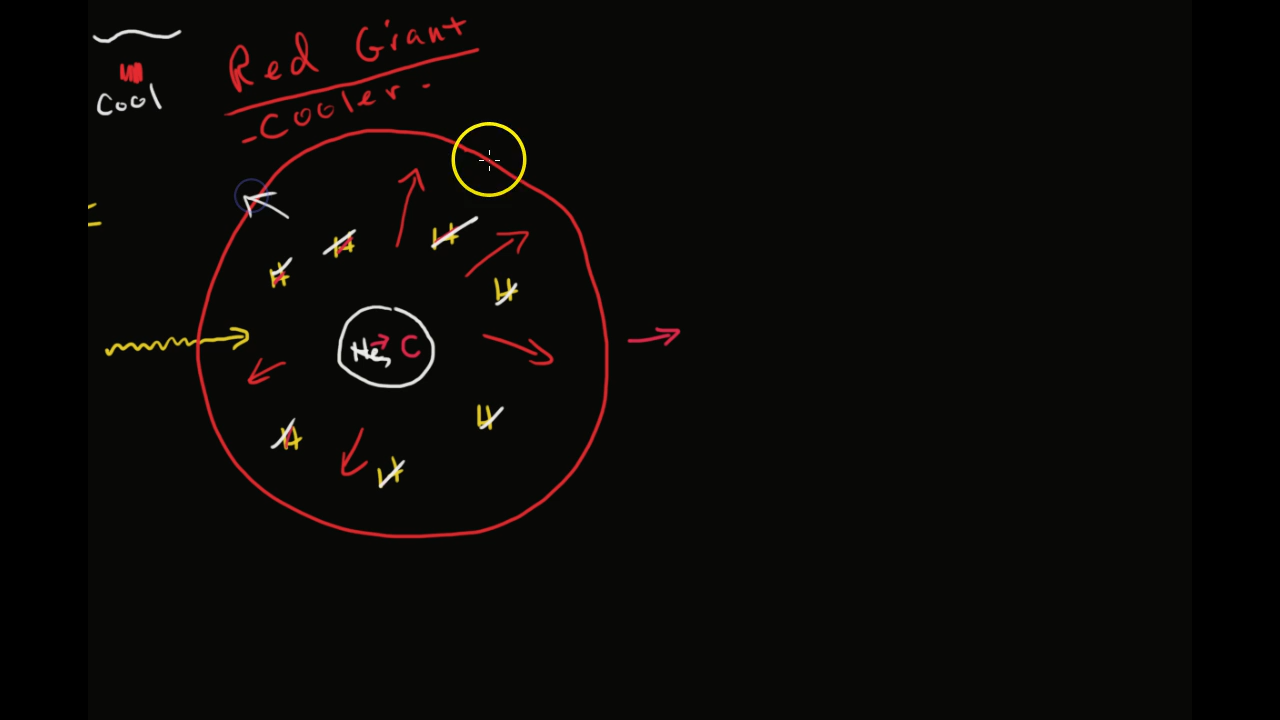 Red Giant
Cool
-Cooler.
H H
H H
He → C
H H
H